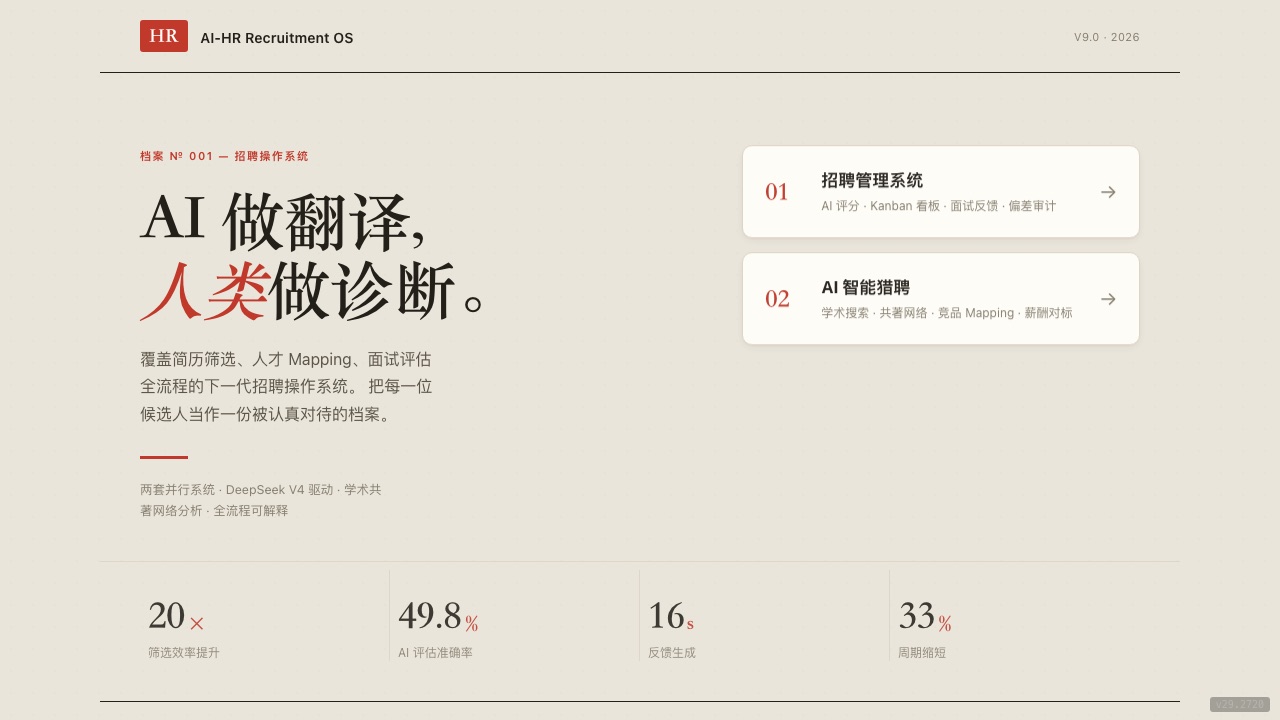 HR
AI-HR Recruitment OS
V9.0 · 2026
档案 № 001 — 招聘操作系统
AI 做翻译,
人类做诊断。
覆盖简历筛选、人才 Mapping、面试评估
全流程的下一代招聘操作系统。 把每一位
候选人当作一份被认真对待的档案。
两套并行系统 · DeepSeek V4 驱动 · 学术共
著网络分析 · 全流程可解释
01
招聘管理系统
AI 评分 · Kanban 看板 · 面试反馈 · 偏差审计
→
02
AI 智能猎聘
学术搜索 · 共著网络 · 竞品 Mapping · 薪酬对标
→
20×
筛选效率提升
49.8%
AI 评估准确率
16s
反馈生成
33%
周期缩短
v29.2728